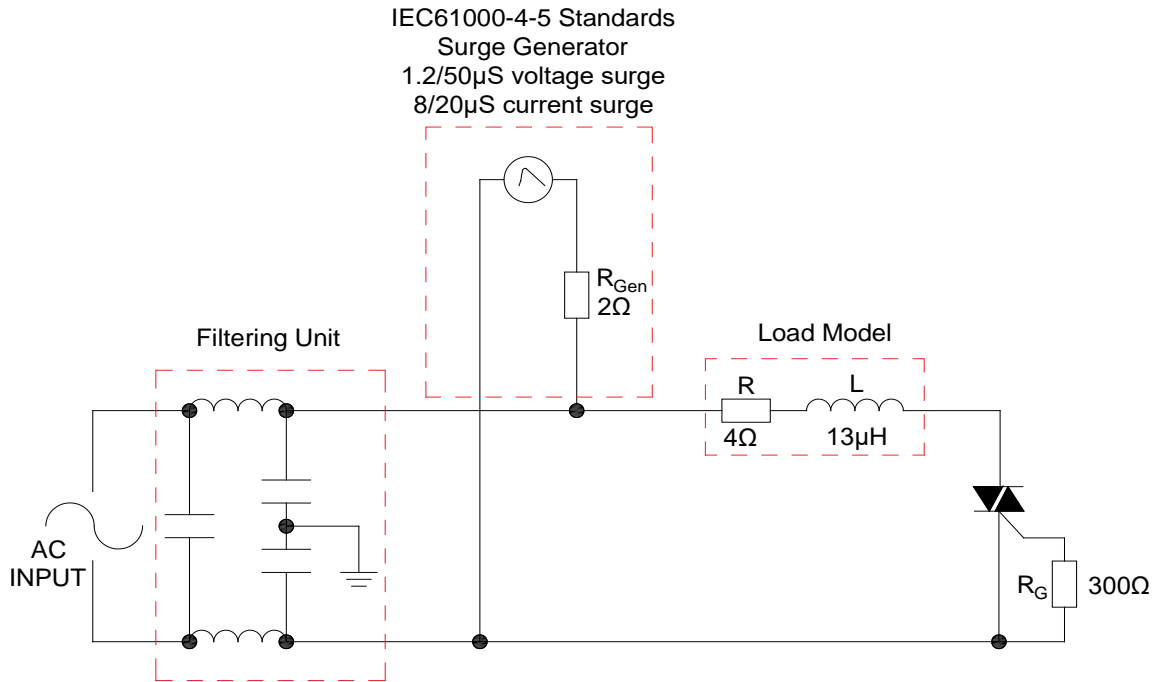 IEC61000-4-5 Standards
Surge Generator
1.2/50µS voltage surge
8/20µS current surge
RGen
2Ω
Filtering Unit
Load Model
R
L
4Ω
13µH
AC
INPUT
RG
300Ω